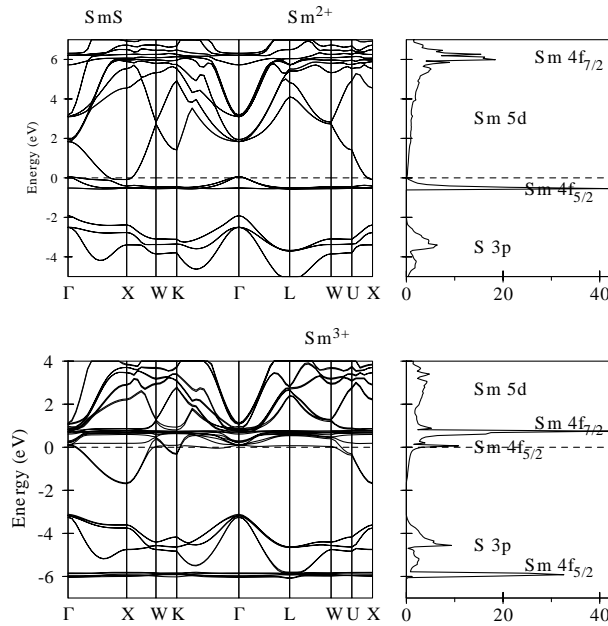 SmS Sm2+
6
4
2
0
-2
-4
Energy (eV)
Γ X W K Γ L W U X
Sm 4f7/2
Sm 5d
Sm 4f5/2
S 3p
0 20 40
Sm3+
4
2
0
-2
-4
-6
Energy (eV)
Γ X W K Γ L W U X
Sm 5d
Sm 4f7/2
Sm 4f5/2
S 3p
Sm 4f5/2
0 20 40